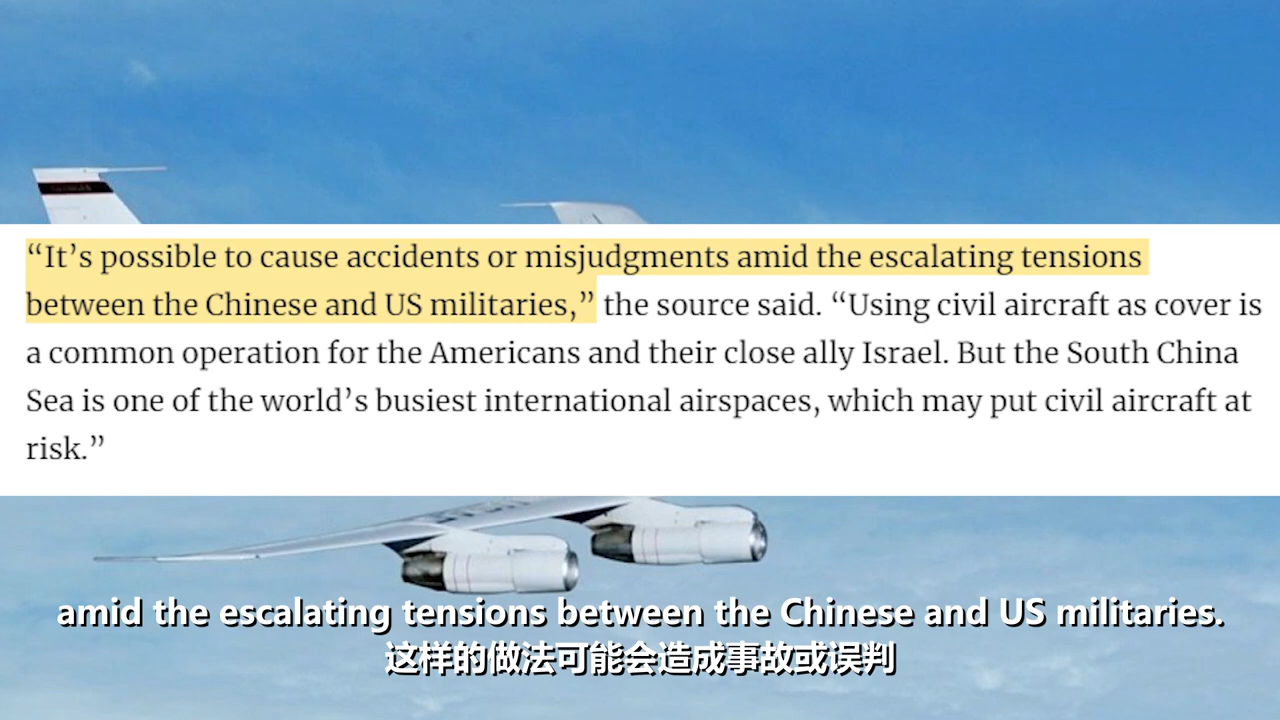 “It’s possible to cause accidents or misjudgments amid the escalating tensions
between the Chinese and US militaries,” the source said. “Using civil aircraft as cover is
a common operation for the Americans and their close ally Israel. But the South China
Sea is one of the world’s busiest international airspaces, which may put civil aircraft at
risk.”
amid the escalating tensions between the Chinese and US militaries.
这样的做法可能会造成事故或误判